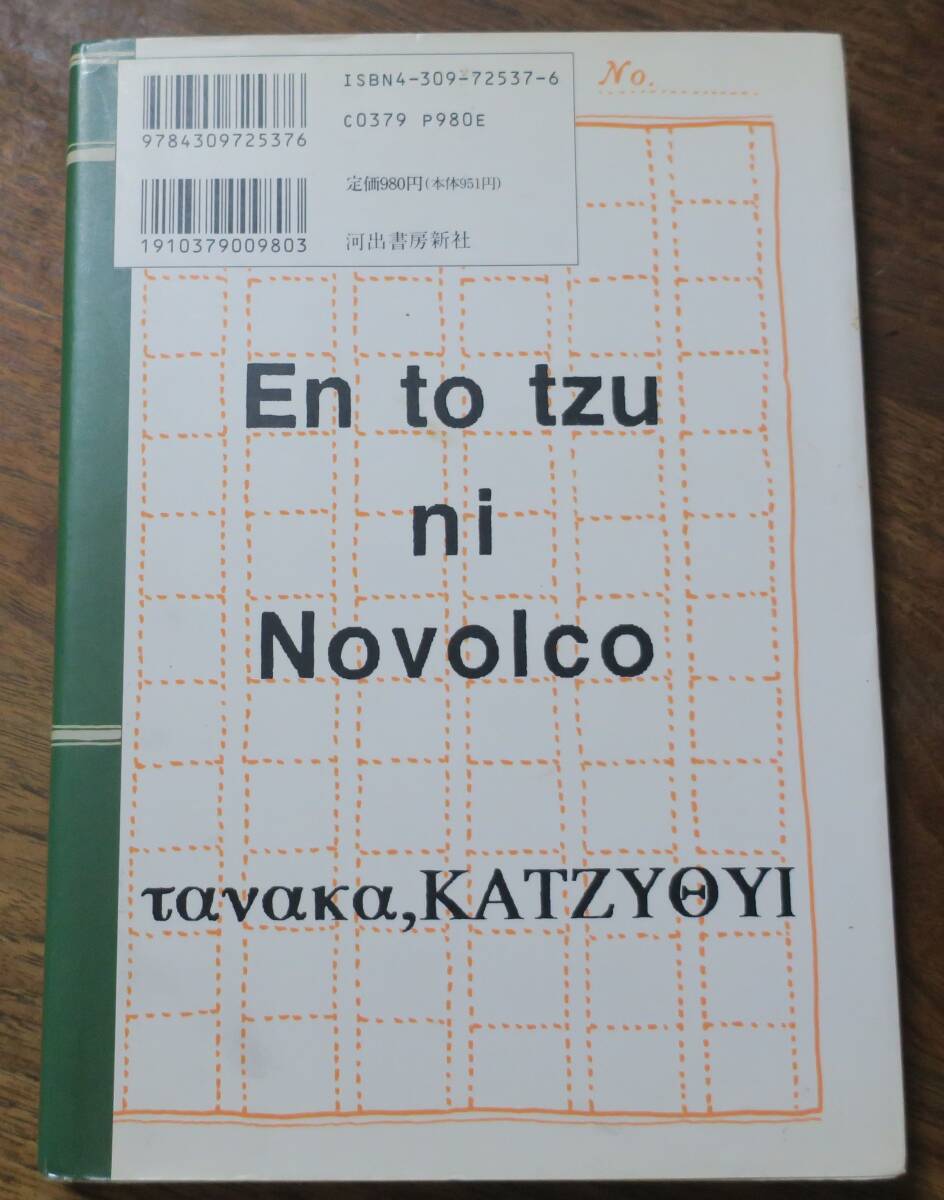 ISBN4-309-72537-6
C0379 P980E
9784309725376
定価980円(本体951円)
1910379009803
河出書房新社
No.
En to tzu
ni
Novolco
τανακα,ΚΑΤΖΥΘΥΙ